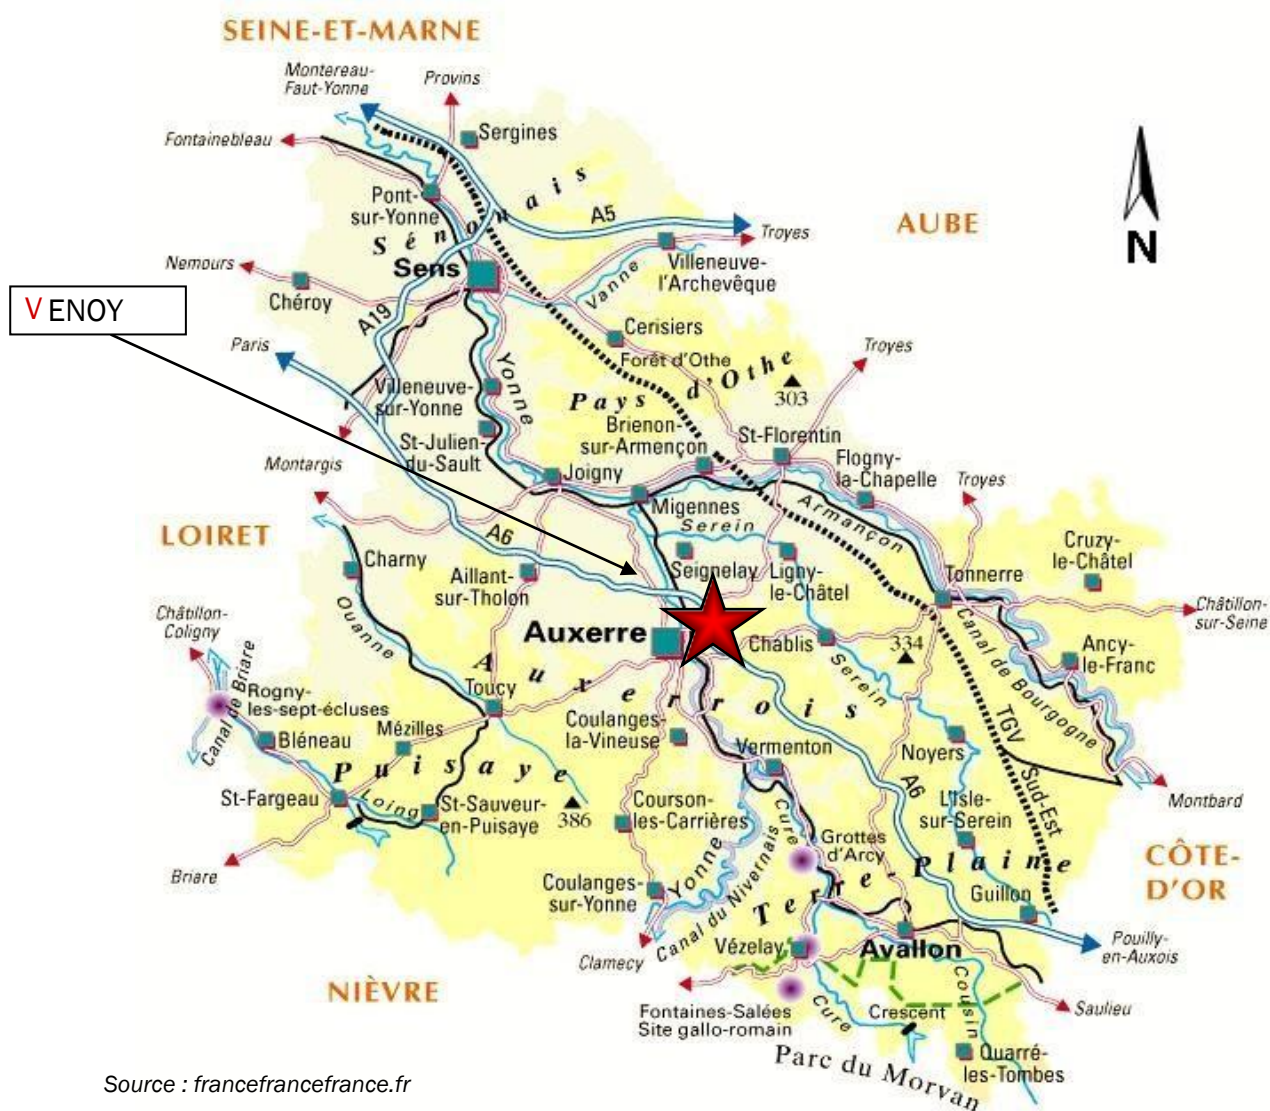 SEINE-ET-MARNE
Montereau-
Faut-Yonne
Provins
Fontainebleau
Sergines
Pont-
sur-Yonne
Sénonais
A5
AUBE
Troyes
N
Nemours
Sens
Villeneuve-
l'Archevêque
Vanne
Chéroy
V ENOY
A19
Cerisiers
Paris
Forêt d'Othe
Troyes
Villeneuve-
sur-Yonne
Yonne
Pays d'Othe
303
Brienon-
sur-Armençon
St-Florentin
St-Julien-
du-Sault
Flogny-
la-Chapelle
Montargis
Joigny
Troyes
Migennes
Armançon
LOIRET
A6
Serein
Cruzy-
le-Châtel
Charny
Seignelay
Ligny-
le-Châtel
Aillant-
sur-Tholon
Tonnerre
Châtillon-
Coligny
Ouanne
Châtillon-
sur-Seine
Auxerre
Chablis
334
Canal de Bourgogne
Ancy-
le-Franc
Canal de Briare
Auxerrois
Serein
Rogny-
les-sept-écluses
Toucy
Mézilles
Coulanges-
la-Vineuse
TGV
Sud-Est
Bléneau
Vermenton
Noyers
Puisaye
A6
St-Fargeau
Loing
St-Sauveur-
en-Puisaye
386
Courson-
les-Carrières
Cure
L'Isle-
sur-Serein
Montbard
Grottes
d'Arcy
Briare
Yonne
Canal du Nivernais
Terre-Plaine
CÔTE-
D'OR
Coulanges-
sur-Yonne
Guillon
Clamecy
Vézelay
Avallon
Pouilly-
en-Auxois
NIÈVRE
Cousin
Fontaines-Salées
Site gallo-romain
Cure
Crescent
Saulieu
Parc du Morvan
Quarré-
les-Tombes
Source : francefrancefrance.fr